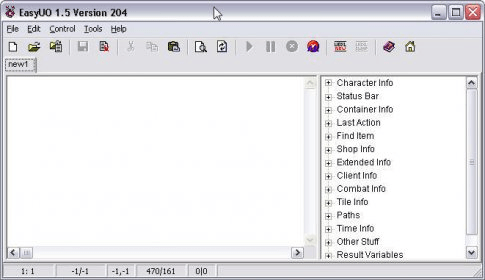 EasyUO 1.5 Version 204
File Edit Control Tools Help
new1
Character Info
Status Bar
Container Info
Last Action
Find Item
Shop Info
Extended Info
Client Info
Combat Info
Tile Info
Paths
Time Info
Other Stuff
Result Variables
1: 1 -1/-1 -1,-1 470/161 0|0